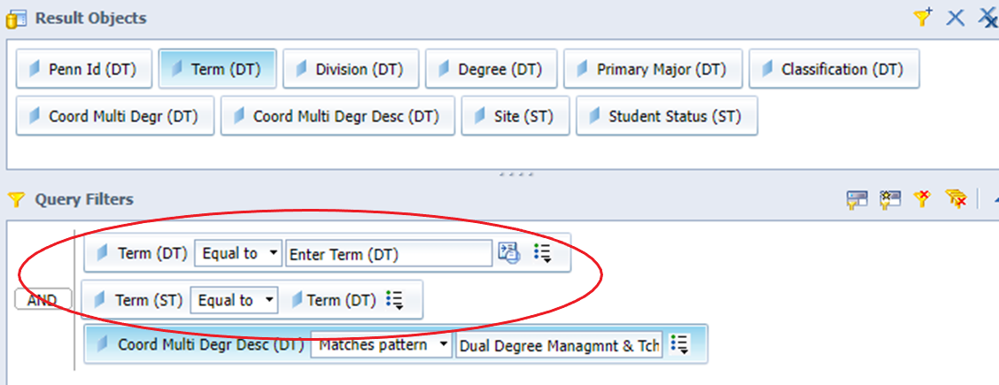 Result Objects
Penn Id (DT) Term (DT) Division (DT) Degree (DT) Primary Major (DT) Classification (DT)
Coord Multi Degr (DT) Coord Multi Degr Desc (DT) Site (ST) Student Status (ST)
Query Filters
Term (DT) Equal to Enter Term (DT)
AND Term (ST) Equal to Term (DT)
Coord Multi Degr Desc (DT) Matches pattern Dual Degree Managmnt & Tch